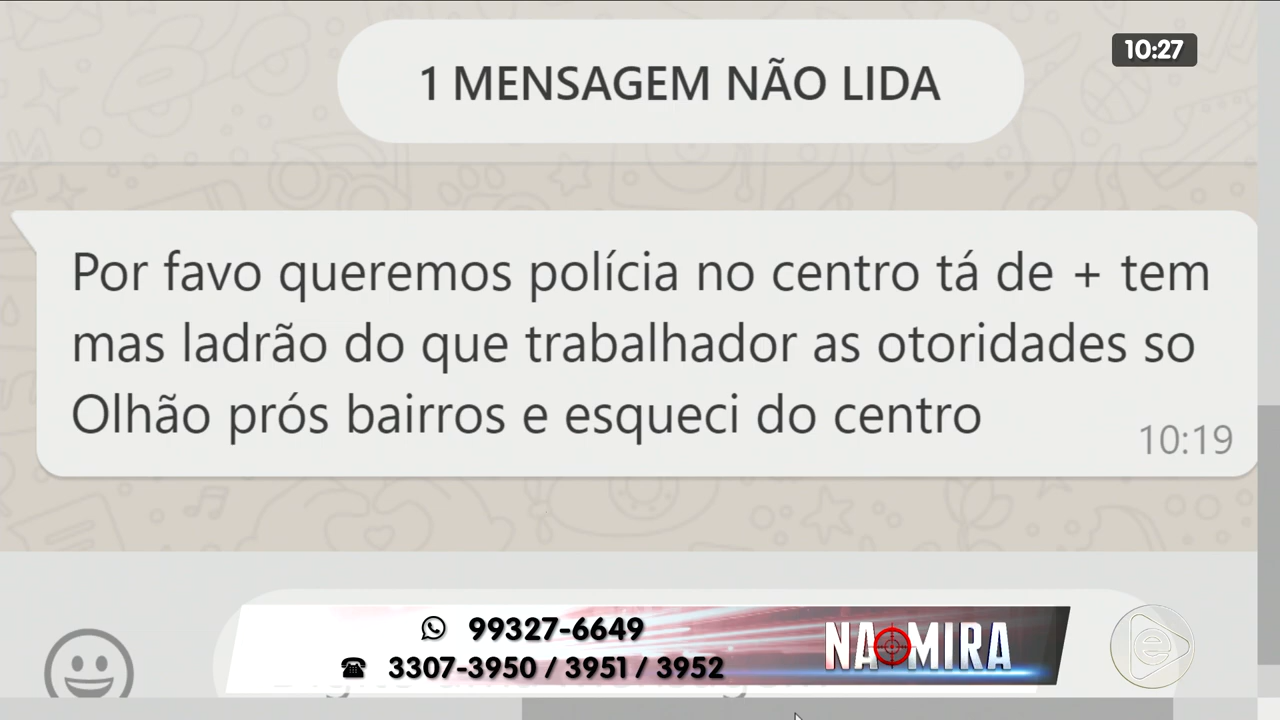 10:27
1 MENSAGEM NÃO LIDA
Por favo queremos polícia no centro tá de + tem
mas ladrão do que trabalhador as otoridades so
Olhão prós bairros e esqueci do centro
10:19
99327-6649
3307-3950 / 3951 / 3952
NA MIRA
e